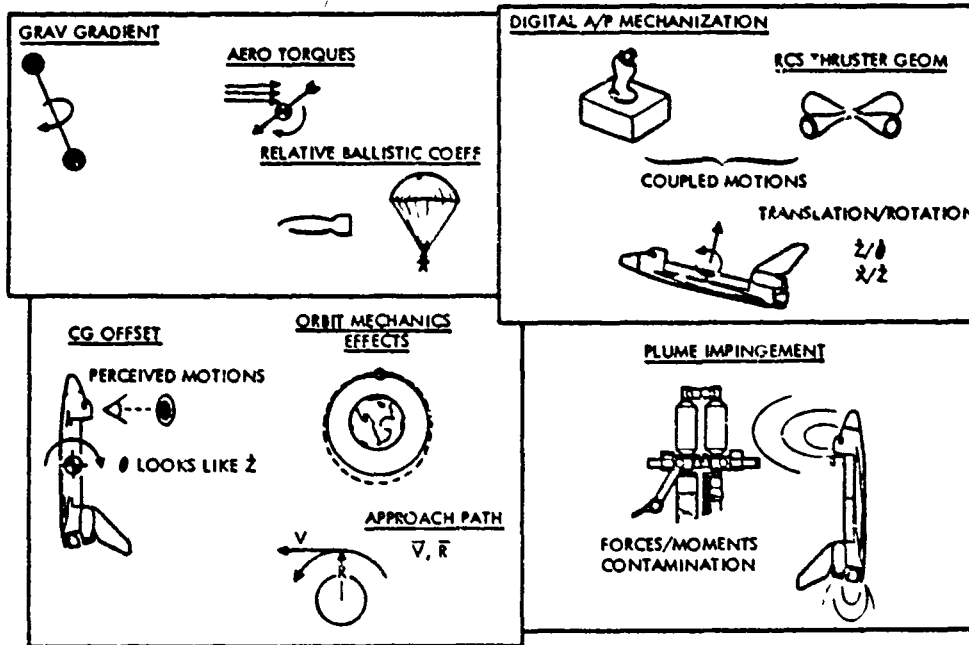 GRAV GRADIENT
AERO TORQUES
RELATIVE BALLISTIC COEFF
DIGITAL A/P MECHANIZATION
RCS THRUSTER GEOM
COUPLED MOTIONS
TRANSLATION/ROTATION
Ż/θ̇
Ẋ/Ż
CG OFFSET
PERCEIVED MOTIONS
θ̇ LOOKS LIKE Ż
ORBIT MECHANICS
EFFECTS
APPROACH PATH
V̅, R̅
V
R
PLUME IMPINGEMENT
FORCES/MOMENTS
CONTAMINATION